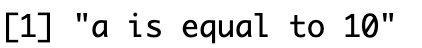 [1] "a is equal to 10"